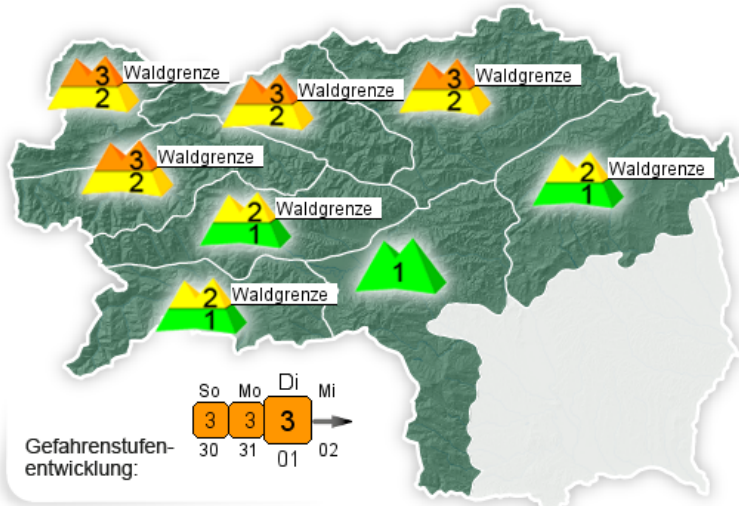 3 Waldgrenze
2
3 Waldgrenze
2
3 Waldgrenze
2
3 Waldgrenze
2
2 Waldgrenze
1
2 Waldgrenze
1
1
2 Waldgrenze
1
So Mo Di Mi
3 3 3
30 31 01 02
Gefahrenstufen-
entwicklung: